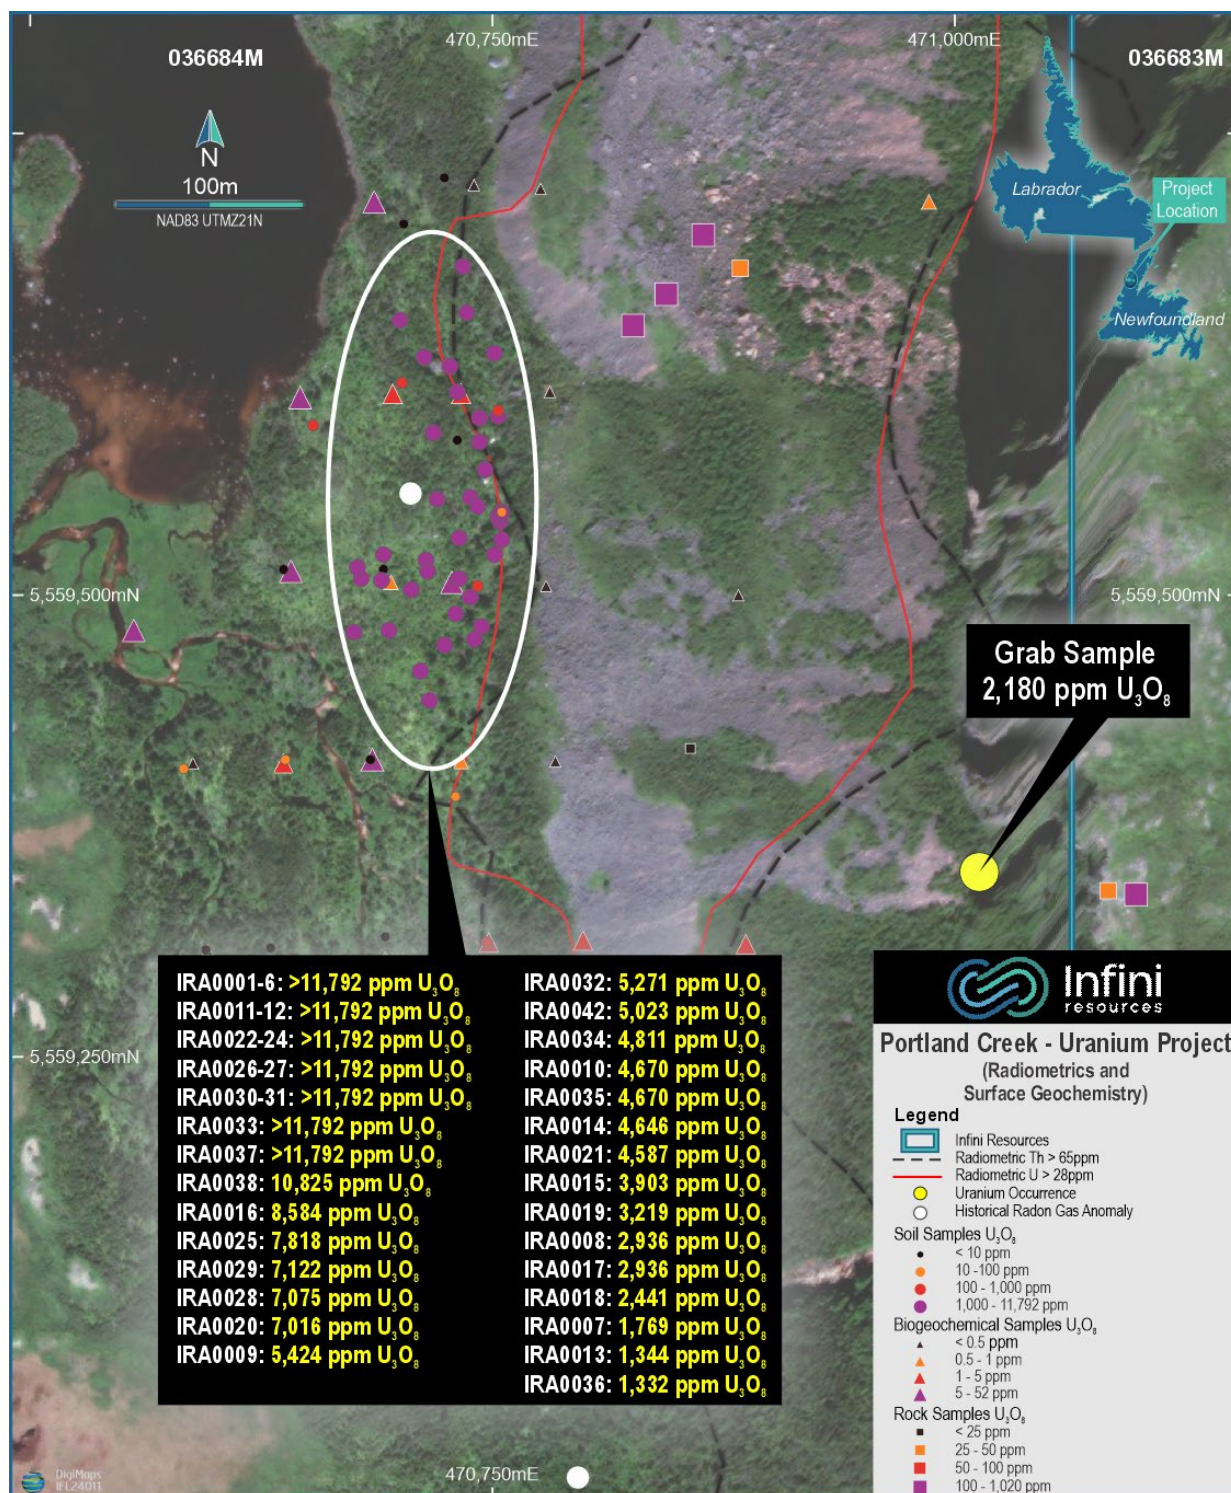 470,750mE
471,000mE
036684M
036683M
N
100m
NAD83 UTMZ21N
Labrador
Project
Location
Newfoundland
5,559,500mN
5,559,500mN
Grab Sample
2,180 ppm U₃O₈
IRA0001-6: >11,792 ppm U₃O₈
IRA0011-12: >11,792 ppm U₃O₈
IRA0022-24: >11,792 ppm U₃O₈
IRA0026-27: >11,792 ppm U₃O₈
IRA0030-31: >11,792 ppm U₃O₈
IRA0033: >11,792 ppm U₃O₈
IRA0037: >11,792 ppm U₃O₈
IRA0038: 10,825 ppm U₃O₈
IRA0016: 8,584 ppm U₃O₈
IRA0025: 7,818 ppm U₃O₈
IRA0029: 7,122 ppm U₃O₈
IRA0028: 7,075 ppm U₃O₈
IRA0020: 7,016 ppm U₃O₈
IRA0009: 5,424 ppm U₃O₈
IRA0032: 5,271 ppm U₃O₈
IRA0042: 5,023 ppm U₃O₈
IRA0034: 4,811 ppm U₃O₈
IRA0010: 4,670 ppm U₃O₈
IRA0035: 4,670 ppm U₃O₈
IRA0014: 4,646 ppm U₃O₈
IRA0021: 4,587 ppm U₃O₈
IRA0015: 3,903 ppm U₃O₈
IRA0019: 3,219 ppm U₃O₈
IRA0008: 2,936 ppm U₃O₈
IRA0017: 2,936 ppm U₃O₈
IRA0018: 2,441 ppm U₃O₈
IRA0007: 1,769 ppm U₃O₈
IRA0013: 1,344 ppm U₃O₈
IRA0036: 1,332 ppm U₃O₈
5,559,250mN
Infini
resources
Portland Creek - Uranium Project
(Radiometrics and
Surface Geochemistry)
Legend
Infini Resources
Radiometric Th > 65ppm
Radiometric U > 28ppm
Uranium Occurrence
Historical Radon Gas Anomaly
Soil Samples U₃O₈
< 10 ppm
10 -100 ppm
100 - 1,000 ppm
1,000 - 11,792 ppm
Biogeochemical Samples U₃O₈
< 0.5 ppm
0.5 - 1 ppm
1 - 5 ppm
5 - 52 ppm
Rock Samples U₃O₈
< 25 ppm
25 - 50 ppm
50 - 100 ppm
100 - 1,020 ppm
470,750mE
DigiMaps
IFL24011